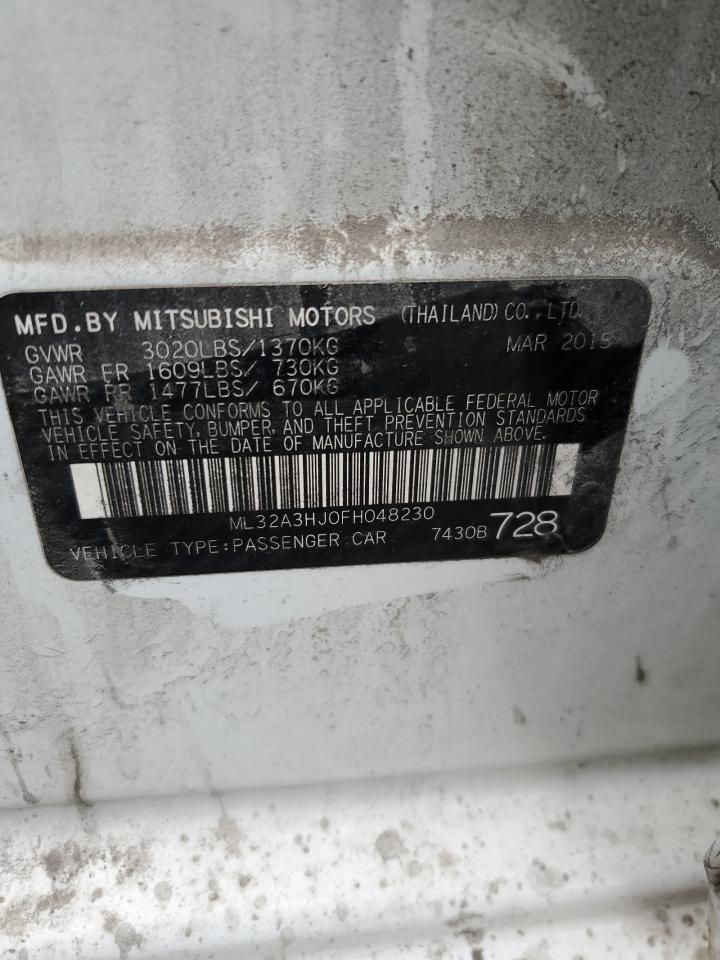 MFD.BY MITSUBISHI MOTORS (THAILAND) CO.,LTD.
GVWR 3020LBS/1370KG MAR 2015
GAWR FR 1609LBS/ 730KG
GAWR RR 1477LBS/ 670KG
THIS VEHICLE CONFORMS TO ALL APPLICABLE FEDERAL MOTOR
VEHICLE SAFETY, BUMPER, AND THEFT PREVENTION STANDARDS
IN EFFECT ON THE DATE OF MANUFACTURE SHOWN ABOVE.
ML32A3HJ0FH048230
VEHICLE TYPE:PASSENGER CAR 7430B 728